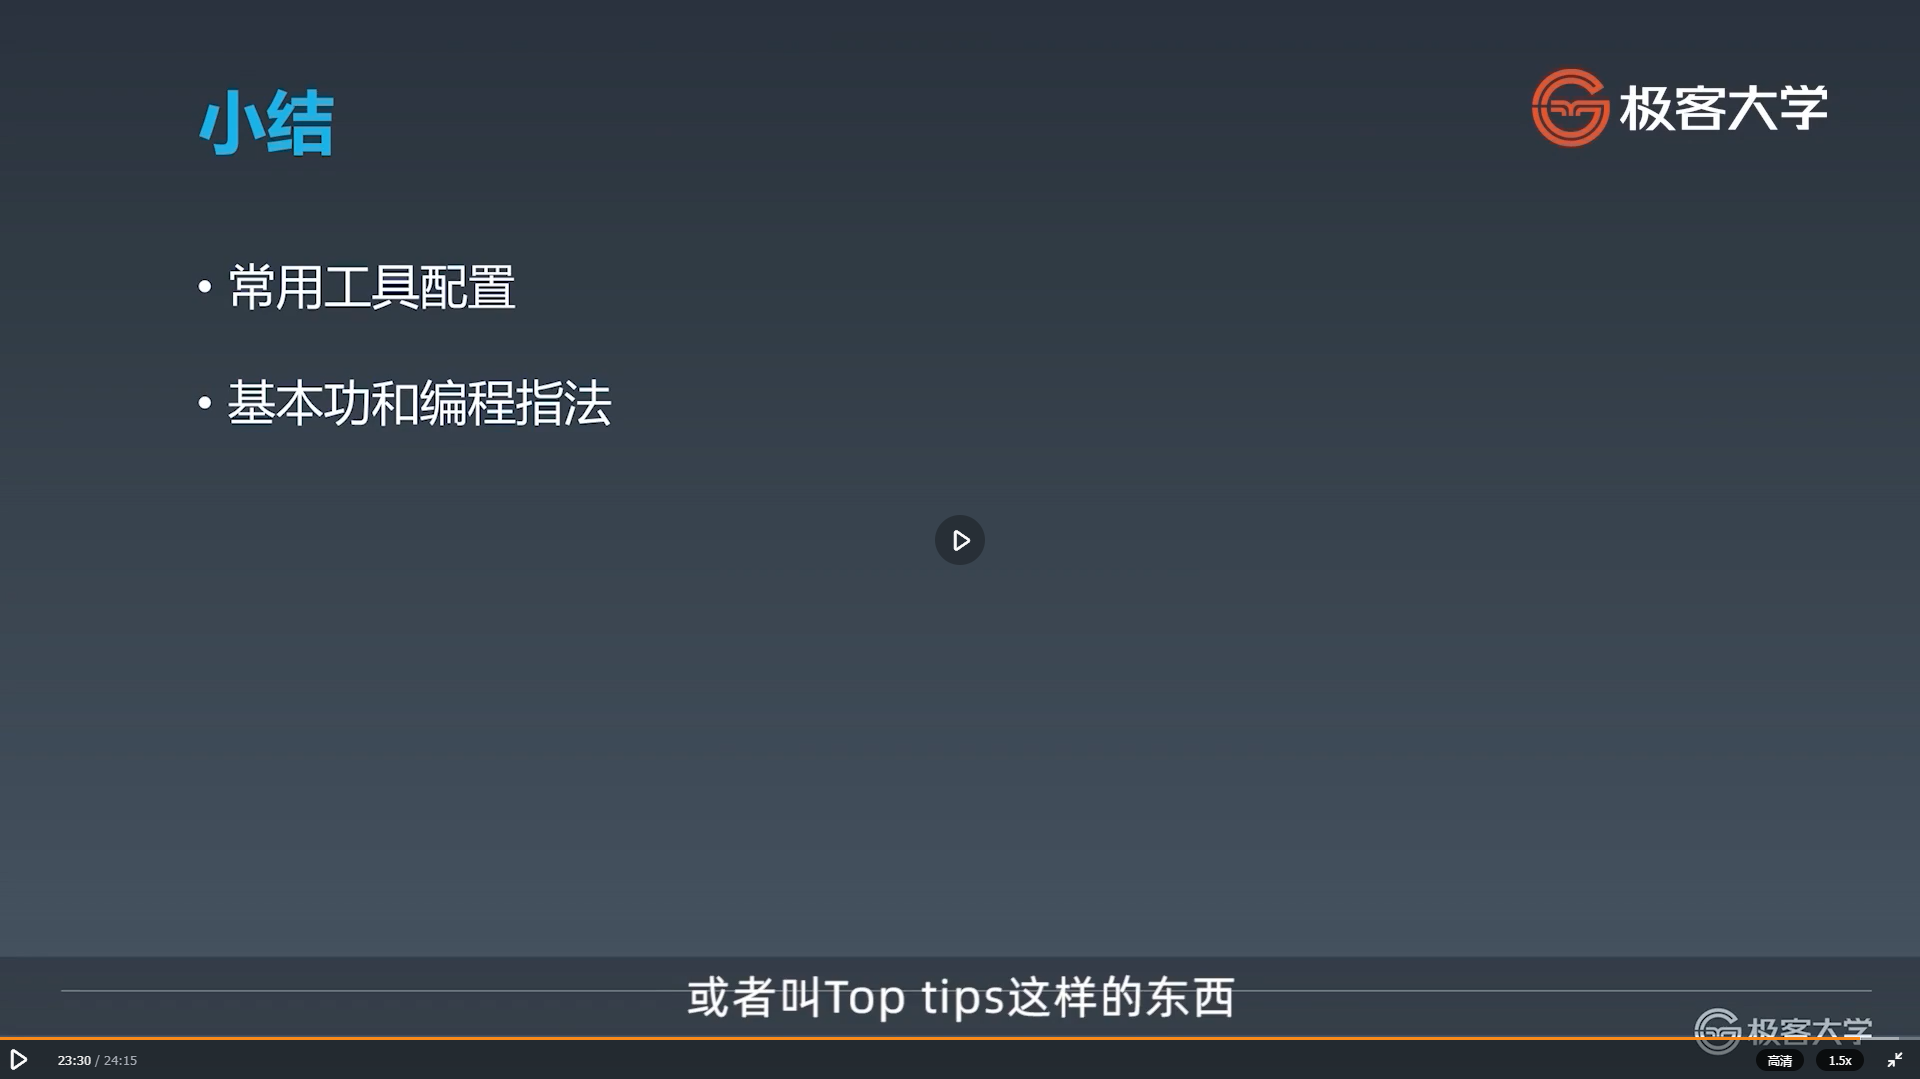 小结
极客大学
• 常用工具配置
• 基本功和编程指法
或者叫Top tips这样的东西
极客大学
23:30 / 24:15
高清
1.5x